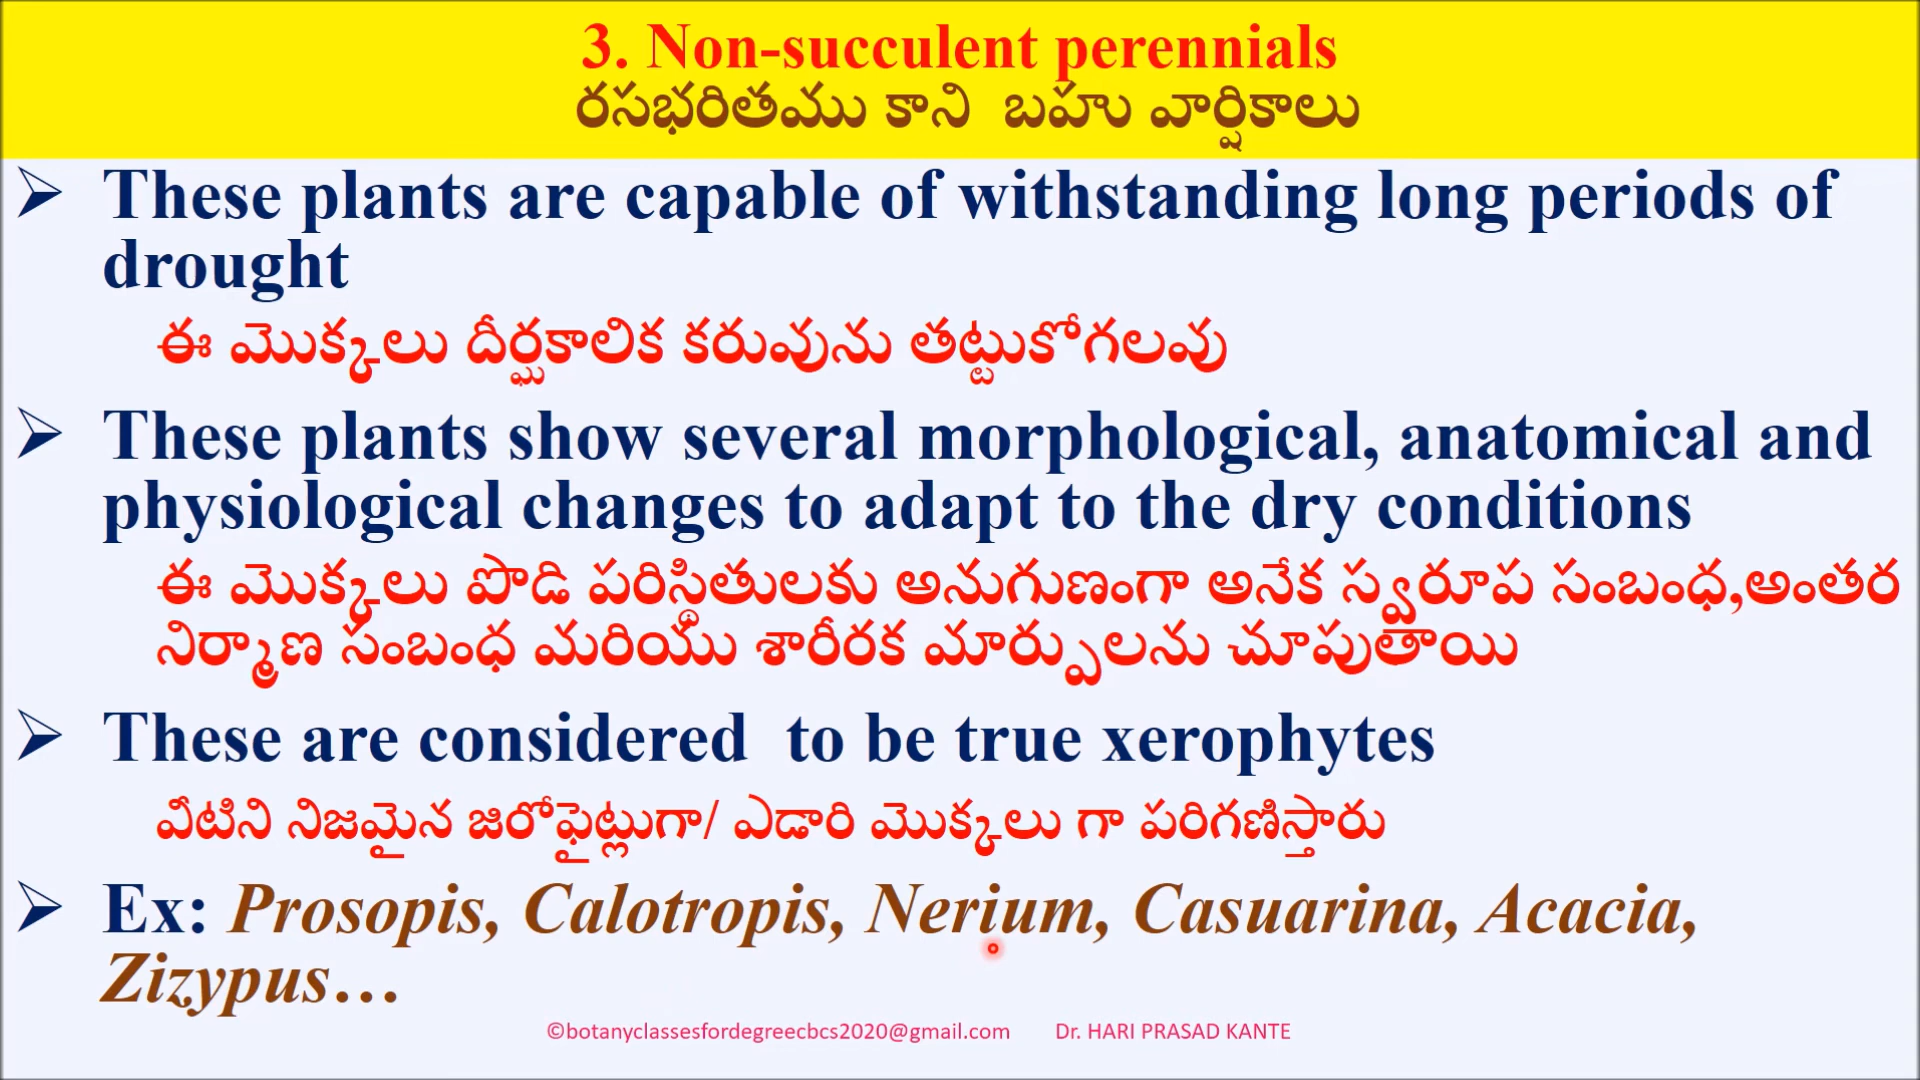 3. Non-succulent perennials
రసభరితము కాని బహు వార్షికాలు
➢ These plants are capable of withstanding long periods of
drought
ఈ మొక్కలు దీర్ఘకాలిక కరువును తట్టుకోగలవు
➢ These plants show several morphological, anatomical and
physiological changes to adapt to the dry conditions
ఈ మొక్కలు పొడి పరిస్థితులకు అనుగుణంగా అనేక స్వరూప సంబంధ,అంతర
నిర్మాణ సంబంధ మరియు శారీరక మార్పులను చూపుతాయి
➢ These are considered to be true xerophytes
వీటిని నిజమైన జిరోఫైట్లుగా/ ఎడారి మొక్కలు గా పరిగణిస్తారు
➢ Ex: Prosopis, Calotropis, Nerium, Casuarina, Acacia,
Zizypus…
©botanyclassesfordegreecbcs2020@gmail.com Dr. HARI PRASAD KANTE